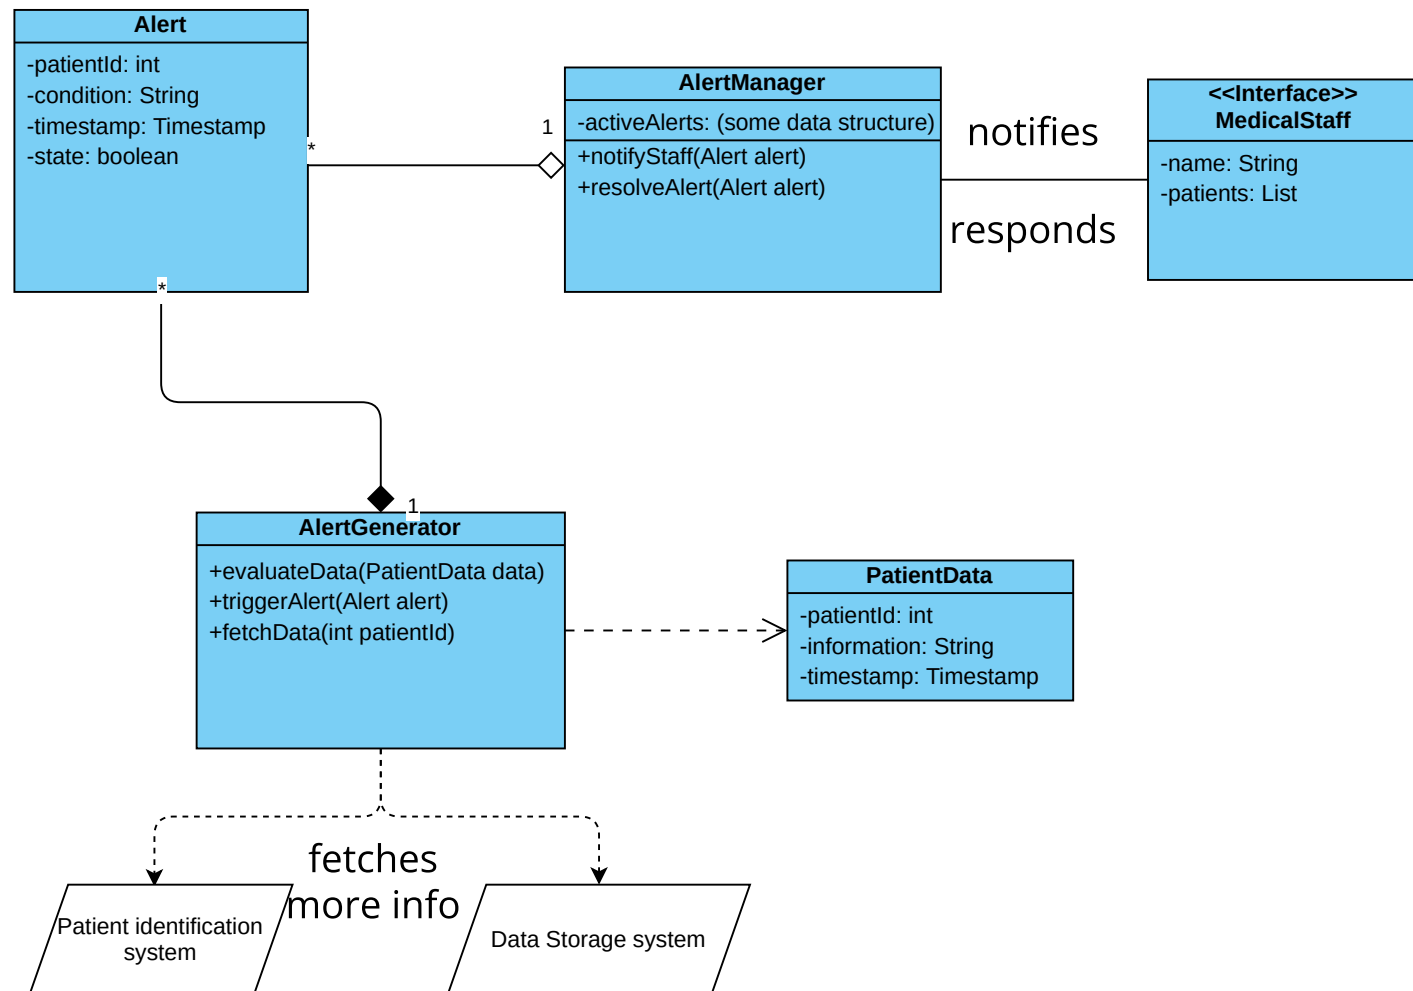 Alert
-patientId: int
-condition: String
-timestamp: Timestamp
-state: boolean
*
*
1
AlertManager
-activeAlerts: (some data structure)
+notifyStaff(Alert alert)
+resolveAlert(Alert alert)
notifies
responds
<<Interface>>
MedicalStaff
-name: String
-patients: List
1
AlertGenerator
+evaluateData(PatientData data)
+triggerAlert(Alert alert)
+fetchData(int patientId)
PatientData
-patientId: int
-information: String
-timestamp: Timestamp
fetches
more info
Patient identification
system
Data Storage system